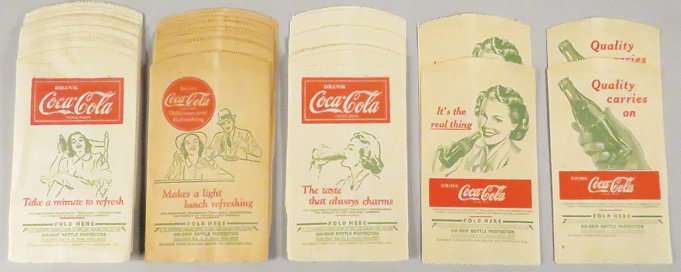 DRINK
Coca-Cola
Take a minute to refresh
FOLD HERE
NO-DRIP BOTTLE PROTECTOR
DRINK
Coca-Cola
Delicious and
Refreshing
Makes a light
lunch refreshing
FOLD HERE
NO-DRIP BOTTLE PROTECTOR
DRINK
Coca-Cola
The taste
that always charms
FOLD HERE
NO-DRIP BOTTLE PROTECTOR
It's the
real thing
DRINK
Coca-Cola
FOLD HERE
NO-DRIP BOTTLE PROTECTOR
Quality
carries
Quality
carries
on
DRINK
Coca-Cola
FOLD HERE
NO-DRIP BOTTLE PROTECTOR